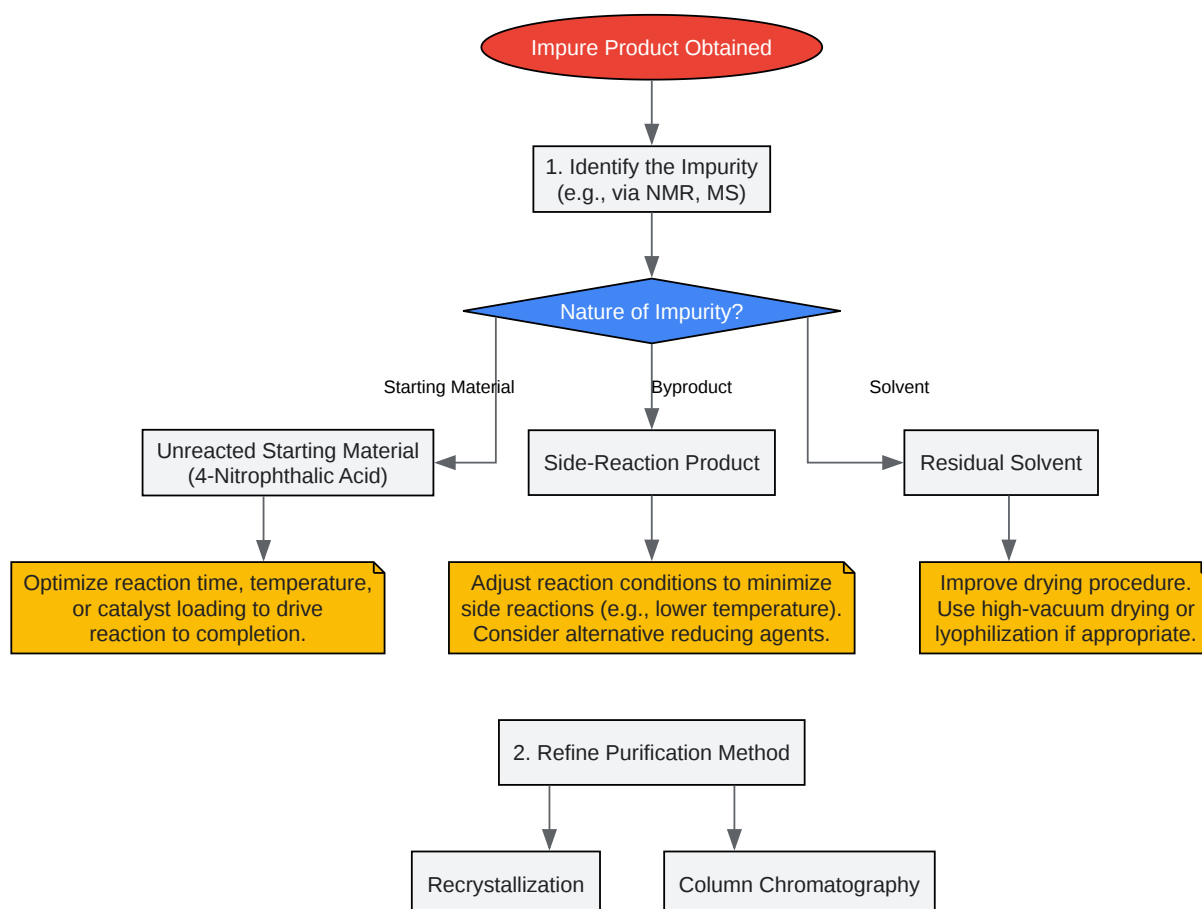 Impure Product Obtained
1. Identify the Impurity
(e.g., via NMR, MS)
Nature of Impurity?
Starting Material
Byproduct
Solvent
Unreacted Starting Material
(4-Nitrophthalic Acid)
Side-Reaction Product
Residual Solvent
Optimize reaction time, temperature,
or catalyst loading to drive
reaction to completion.
Adjust reaction conditions to minimize
side reactions (e.g., lower temperature).
Consider alternative reducing agents.
Improve drying procedure.
Use high-vacuum drying or
lyophilization if appropriate.
2. Refine Purification Method
Recrystallization
Column Chromatography